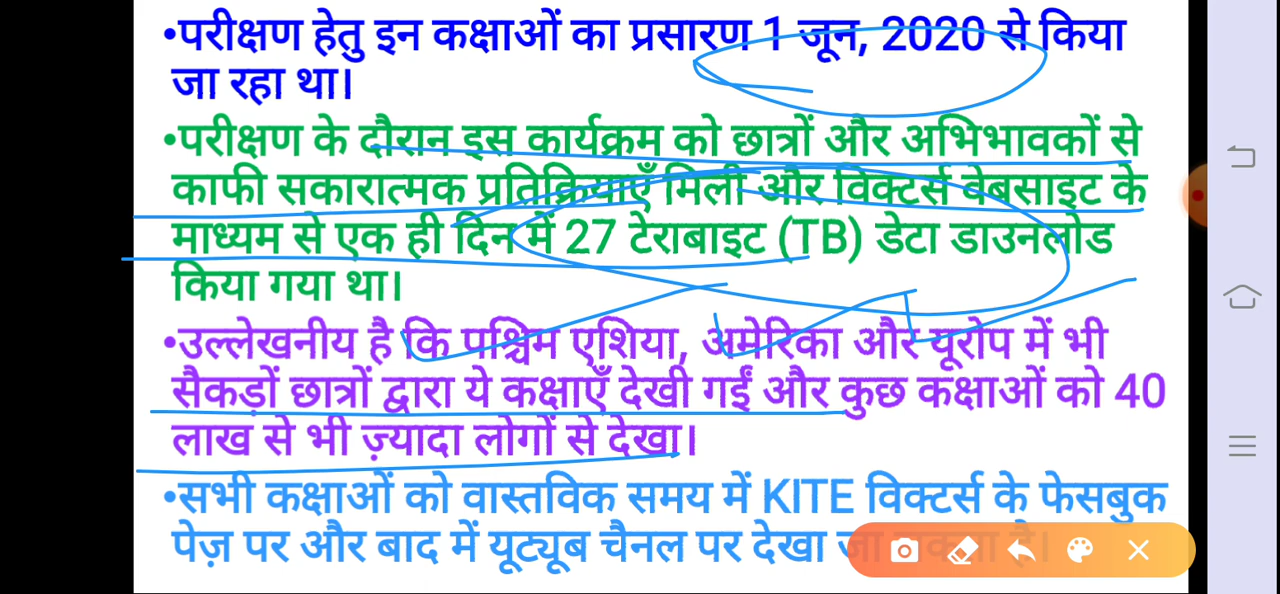 •परीक्षण हेतु इन कक्षाओं का प्रसारण 1 जून, 2020 से किया
जा रहा था।
•परीक्षण के दौरान इस कार्यक्रम को छात्रों और अभिभावकों से
काफी सकारात्मक प्रतिक्रियाएँ मिली और विक्टर्स वेबसाइट के
माध्यम से एक ही दिन में 27 टेराबाइट (TB) डेटा डाउनलोड
किया गया था।
•उल्लेखनीय है कि पश्चिम एशिया, अमेरिका और यूरोप में भी
सैकड़ों छात्रों द्वारा ये कक्षाएँ देखी गईं और कुछ कक्षाओं को 40
लाख से भी ज़्यादा लोगों से देखा।
•सभी कक्षाओं को वास्तविक समय में KITE विक्टर्स के फेसबुक
पेज़ पर और बाद में यूट्यूब चैनल पर देखा जा सकता है।